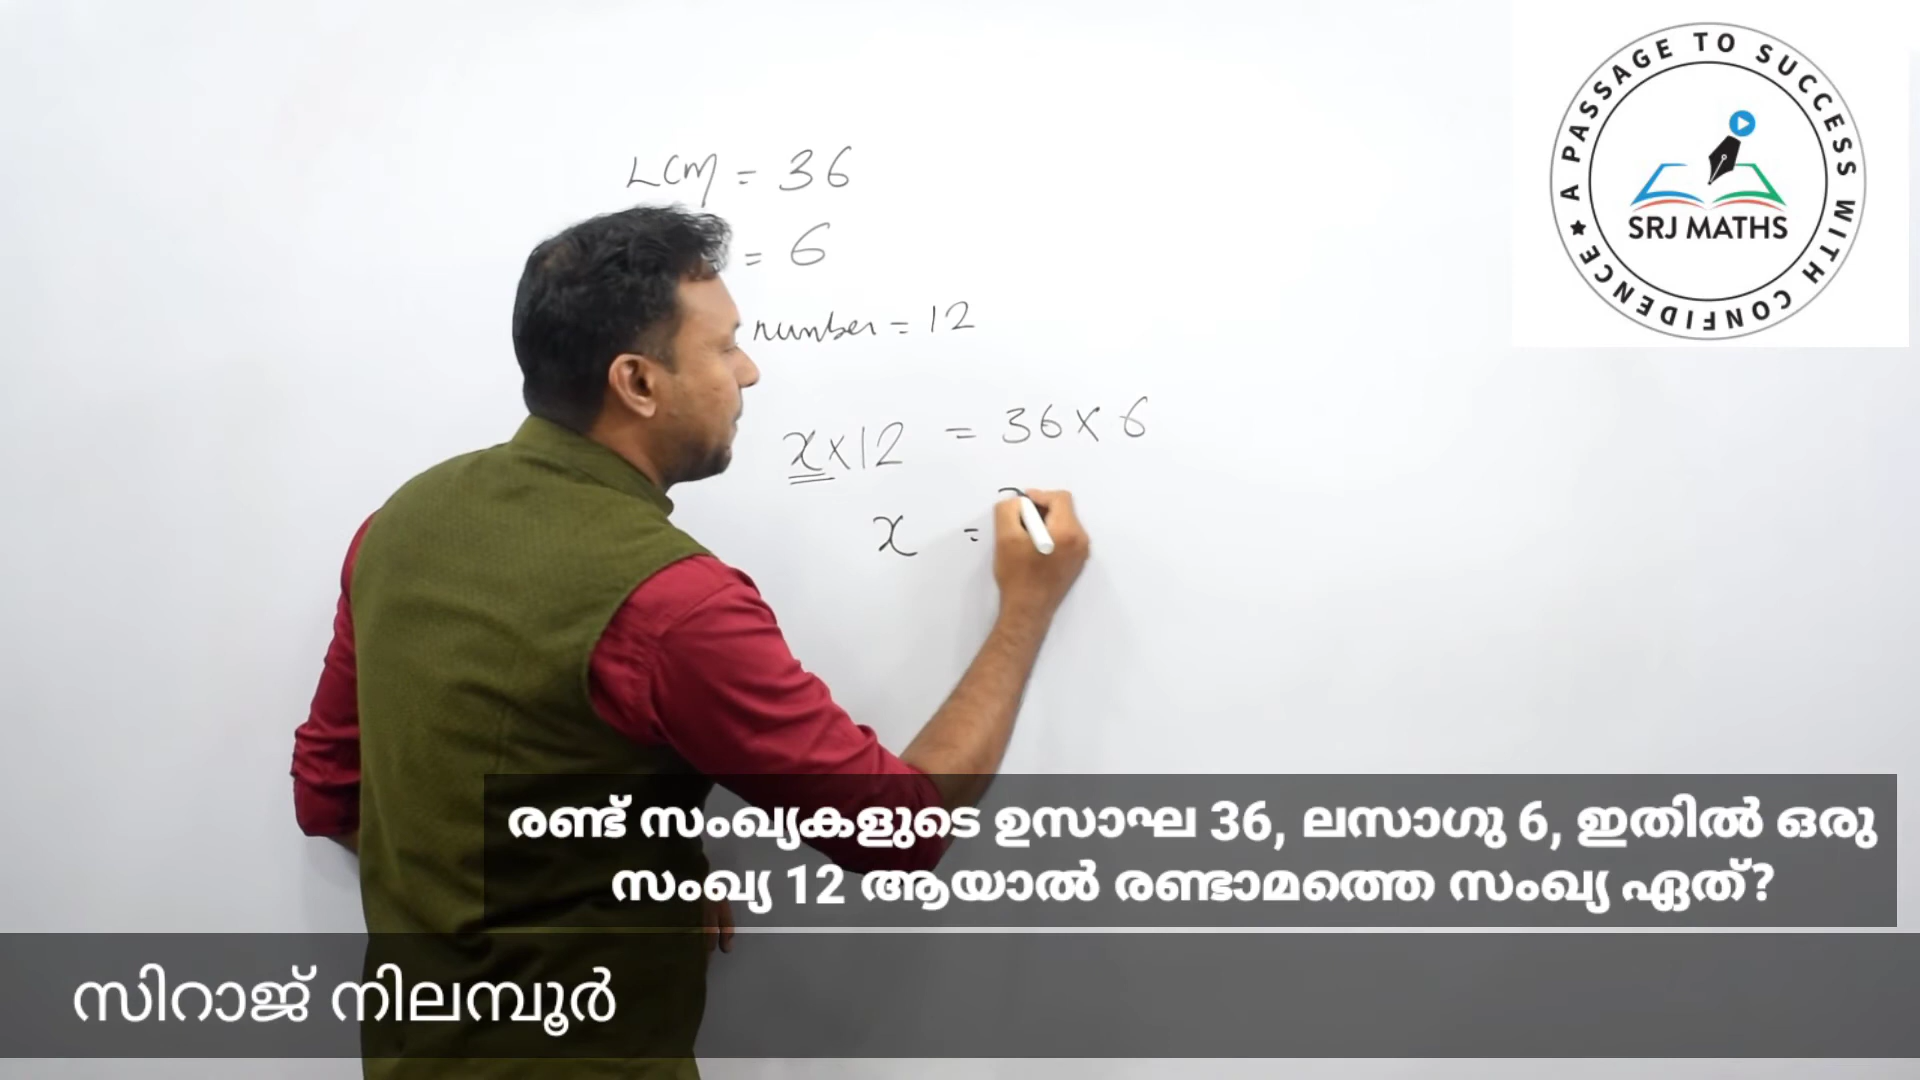 LCM = 36
= 6
number = 12
x×12 = 36×6
x =
A PASSAGE TO SUCCESS WITH CONFIDENCE ★
SRJ MATHS
രണ്ട് സംഖ്യകളുടെ ഉസാഘ 36, ലസാഗു 6, ഇതിൽ ഒരു
സംഖ്യ 12 ആയാൽ രണ്ടാമത്തെ സംഖ്യ ഏത്?
സിറാജ് നിലമ്പൂർ